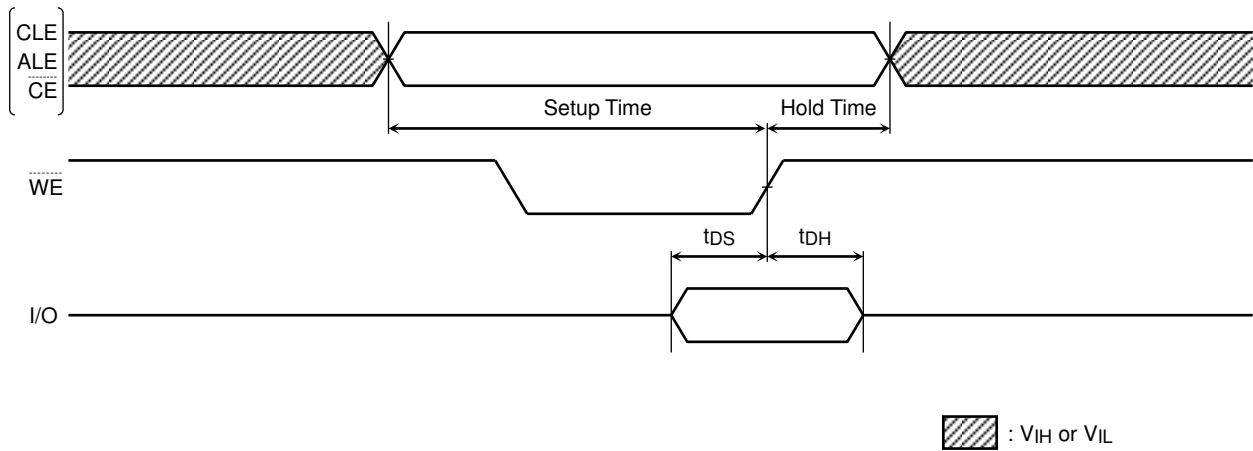 CLE
ALE
CE
Setup Time
Hold Time
WE
tDS
tDH
I/O
: VIH or VIL